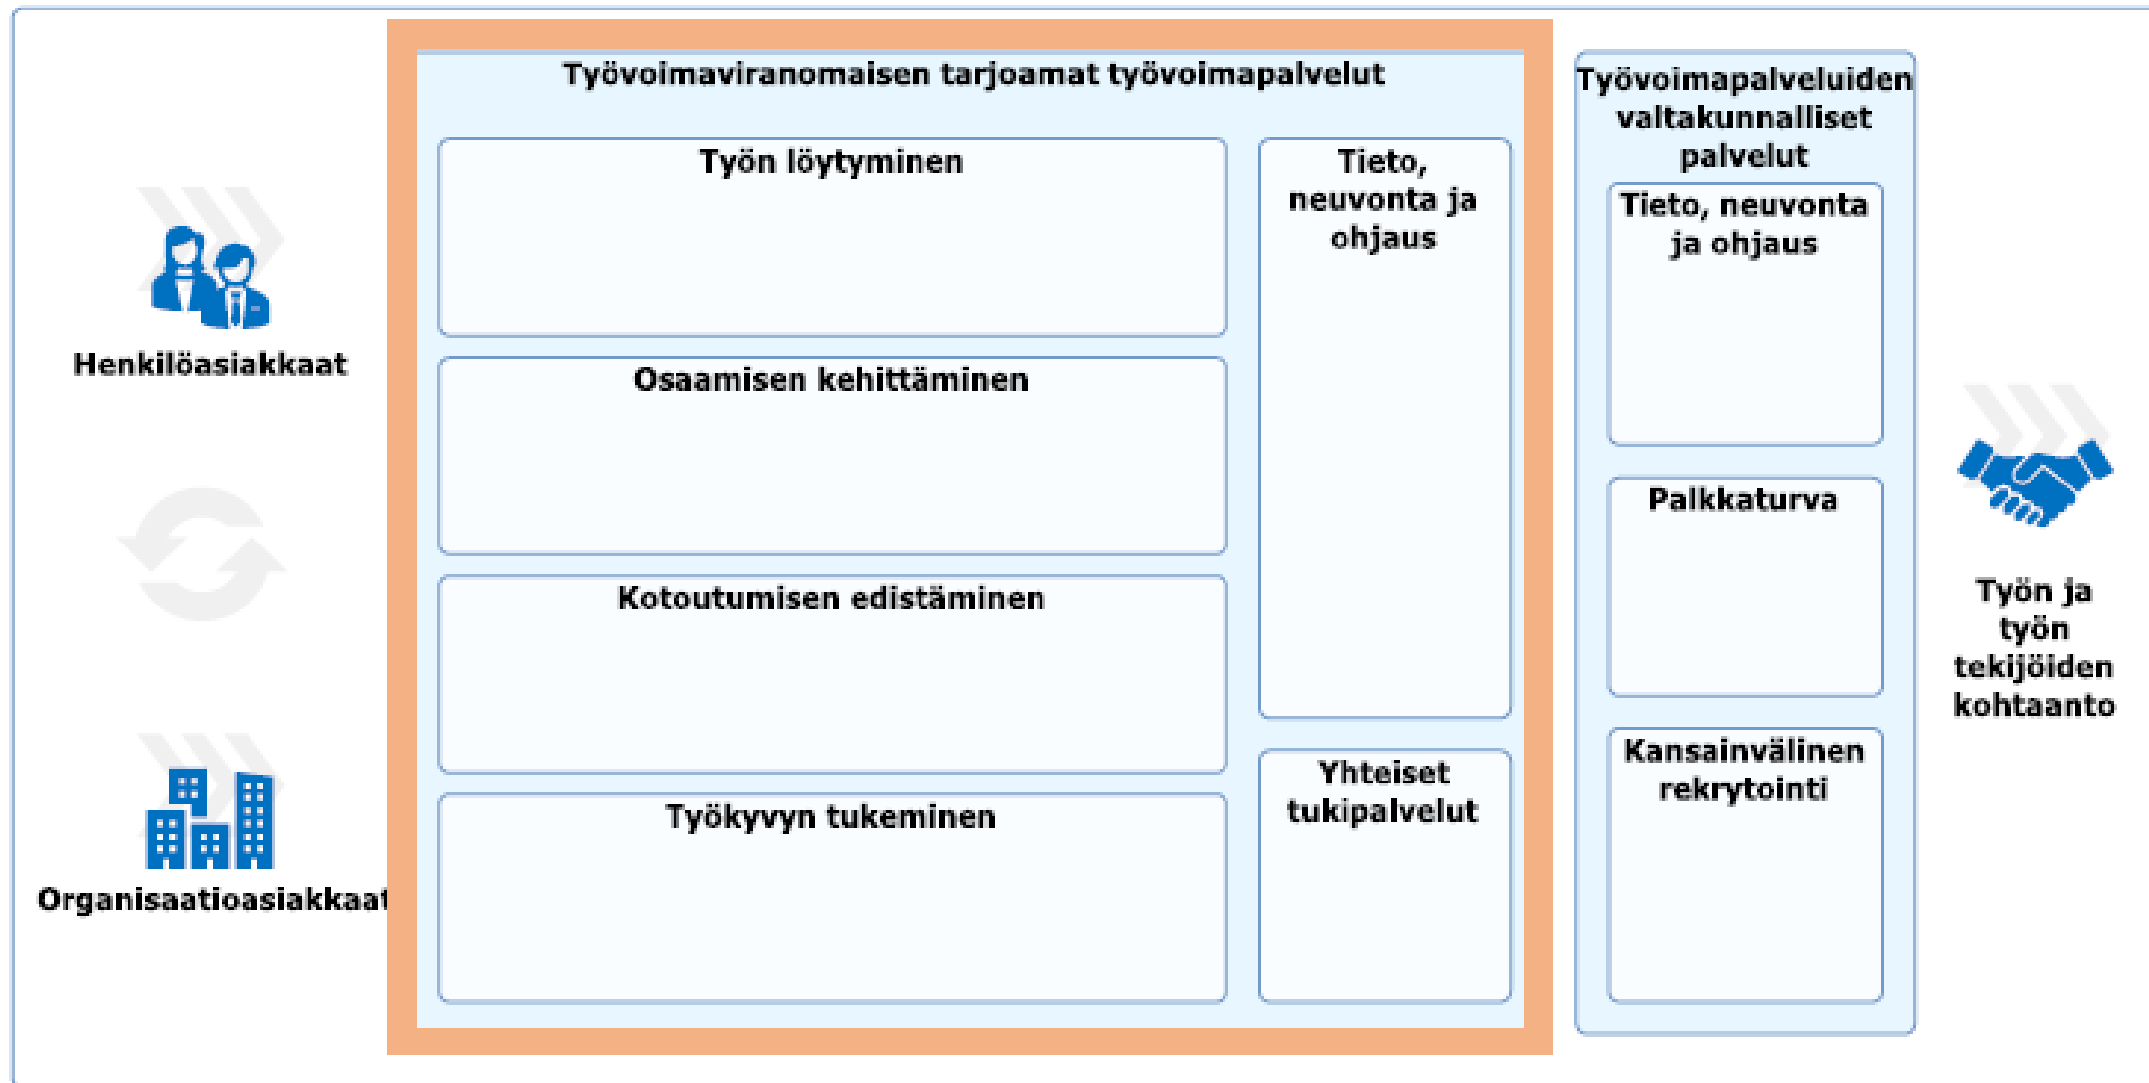 Henkilöasiakkaat
Organisaatioasiakkaat
Työvoimaviranomaisen tarjoamat työvoimapalvelut
Työn löytyminen
Osaamisen kehittäminen
Kotoutumisen edistäminen
Työkyvyn tukeminen
Tieto,
neuvonta ja
ohjaus
Yhteiset
tukipalvelut
Työvoimapalveluiden
valtakunnalliset
palvelut
Tieto, neuvonta
ja ohjaus
Palkkaturva
Kansainvälinen
rekrytointi
Työn ja
työn
tekijöiden
kohtaanto